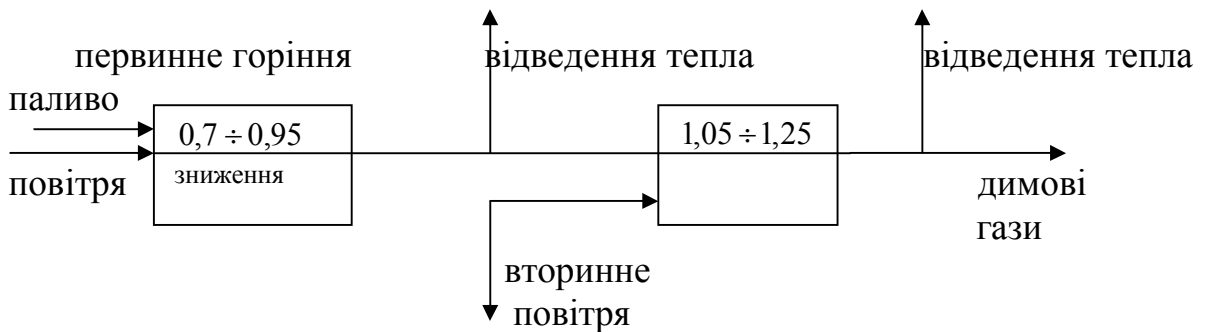 первинне горіння
відведення тепла
відведення тепла
паливо
0,7 ÷ 0,95
1,05 ÷ 1,25
повітря
зниження
димові
гази
вторинне
повітря